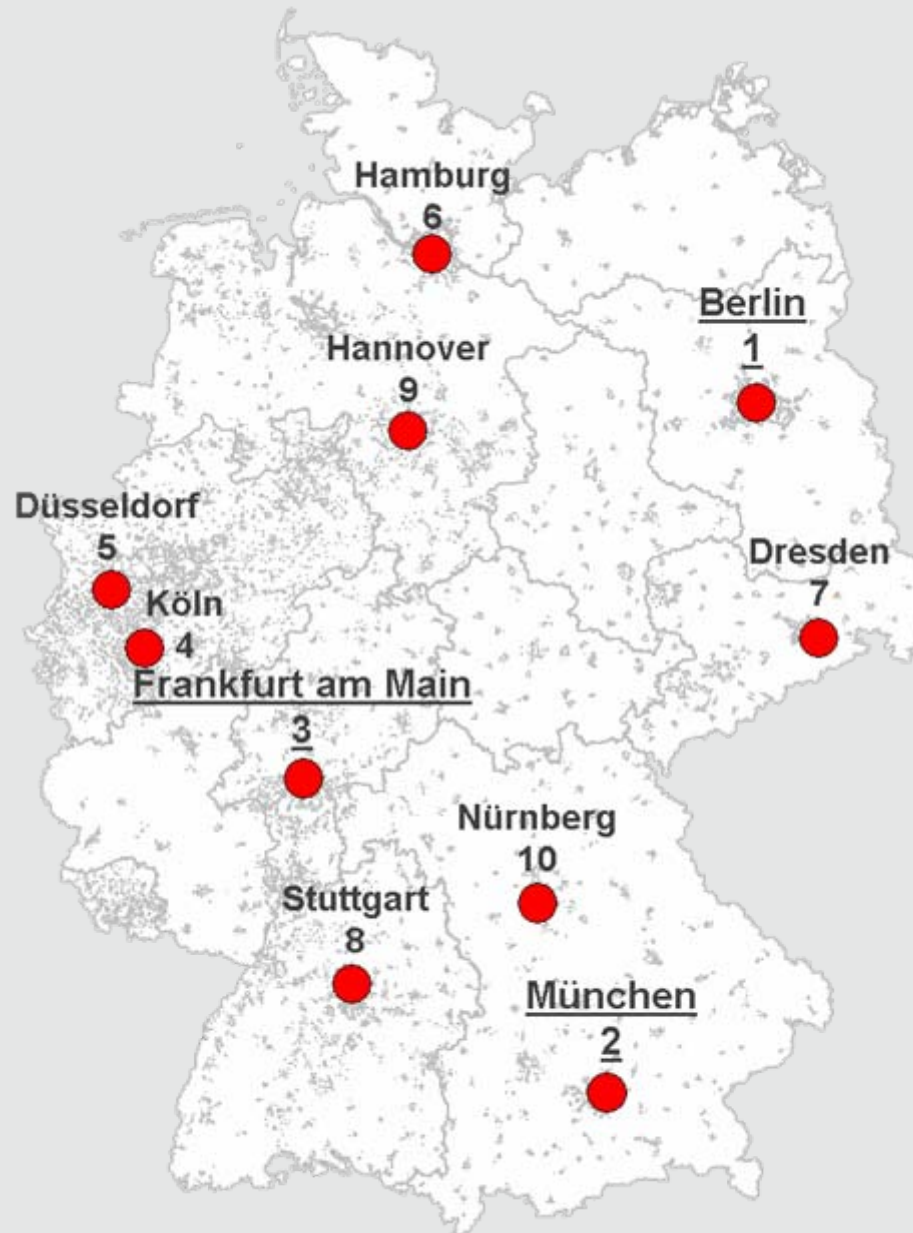 Hamburg
6
Berlin
1
Hannover
9
Düsseldorf
5
Dresden
7
Köln
4
Frankfurt am Main
3
Nürnberg
10
Stuttgart
8
München
2